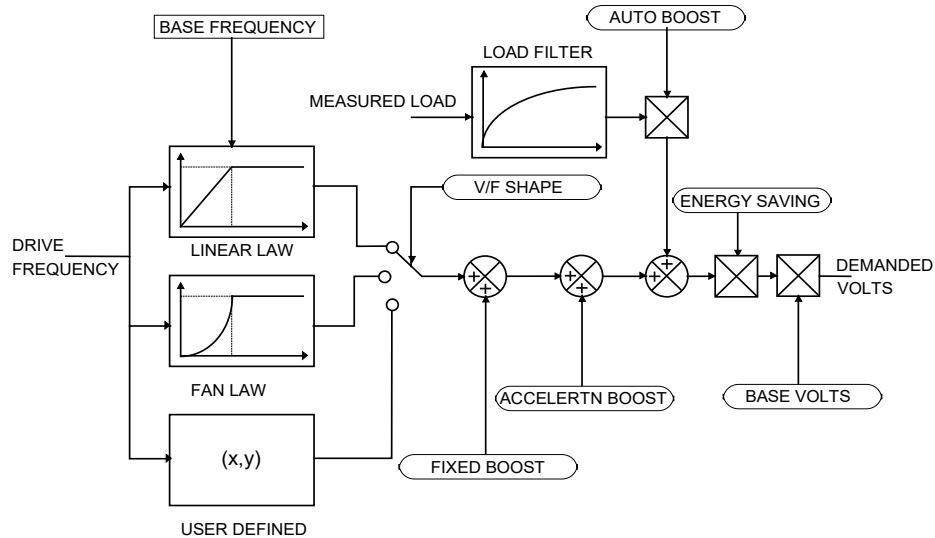 AUTO BOOST
BASE FREQUENCY
LOAD FILTER
MEASURED LOAD
V/F SHAPE
ENERGY SAVING
DRIVE
FREQUENCY
LINEAR LAW
+
+
+
+
+
+
DEMANDED
VOLTS
FAN LAW
ACCELERTN BOOST
BASE VOLTS
(x,y)
FIXED BOOST
USER DEFINED